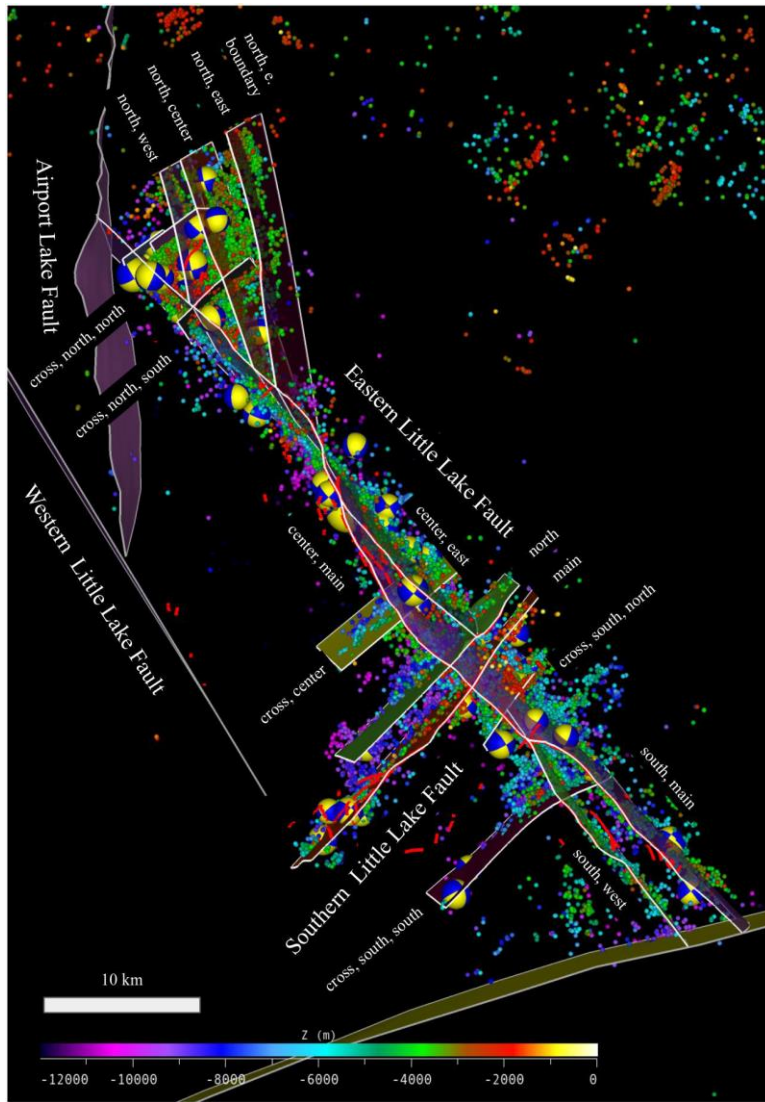 north, west
north, center
north, east
north, e.
boundary
Airport Lake Fault
cross, north, north
cross, north, south
Western Little Lake Fault
Eastern Little Lake Fault
center, main
center, east
north
main
cross, center
cross, south, north
Southern Little Lake Fault
south, main
south, west
cross, south, south
10 km
Z (m)
-12000 -10000 -8000 -6000 -4000 -2000 0